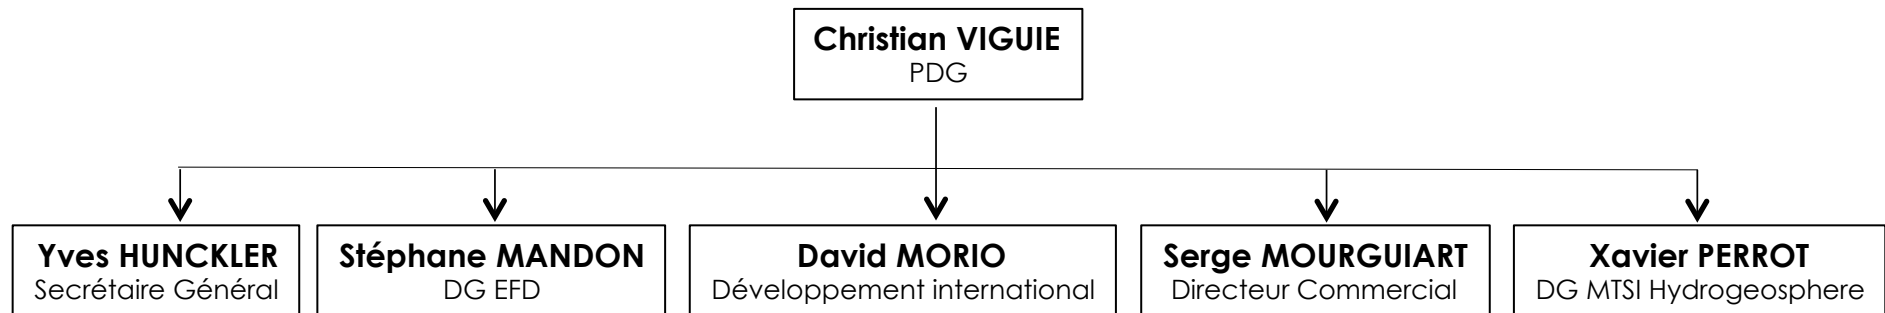 Christian VIGUIE
PDG
Yves HUNCKLER
Secrétaire Général
Stéphane MANDON
DG EFD
David MORIO
Développement international
Serge MOURGUIART
Directeur Commercial
Xavier PERROT
DG MTSI Hydrogeosphere